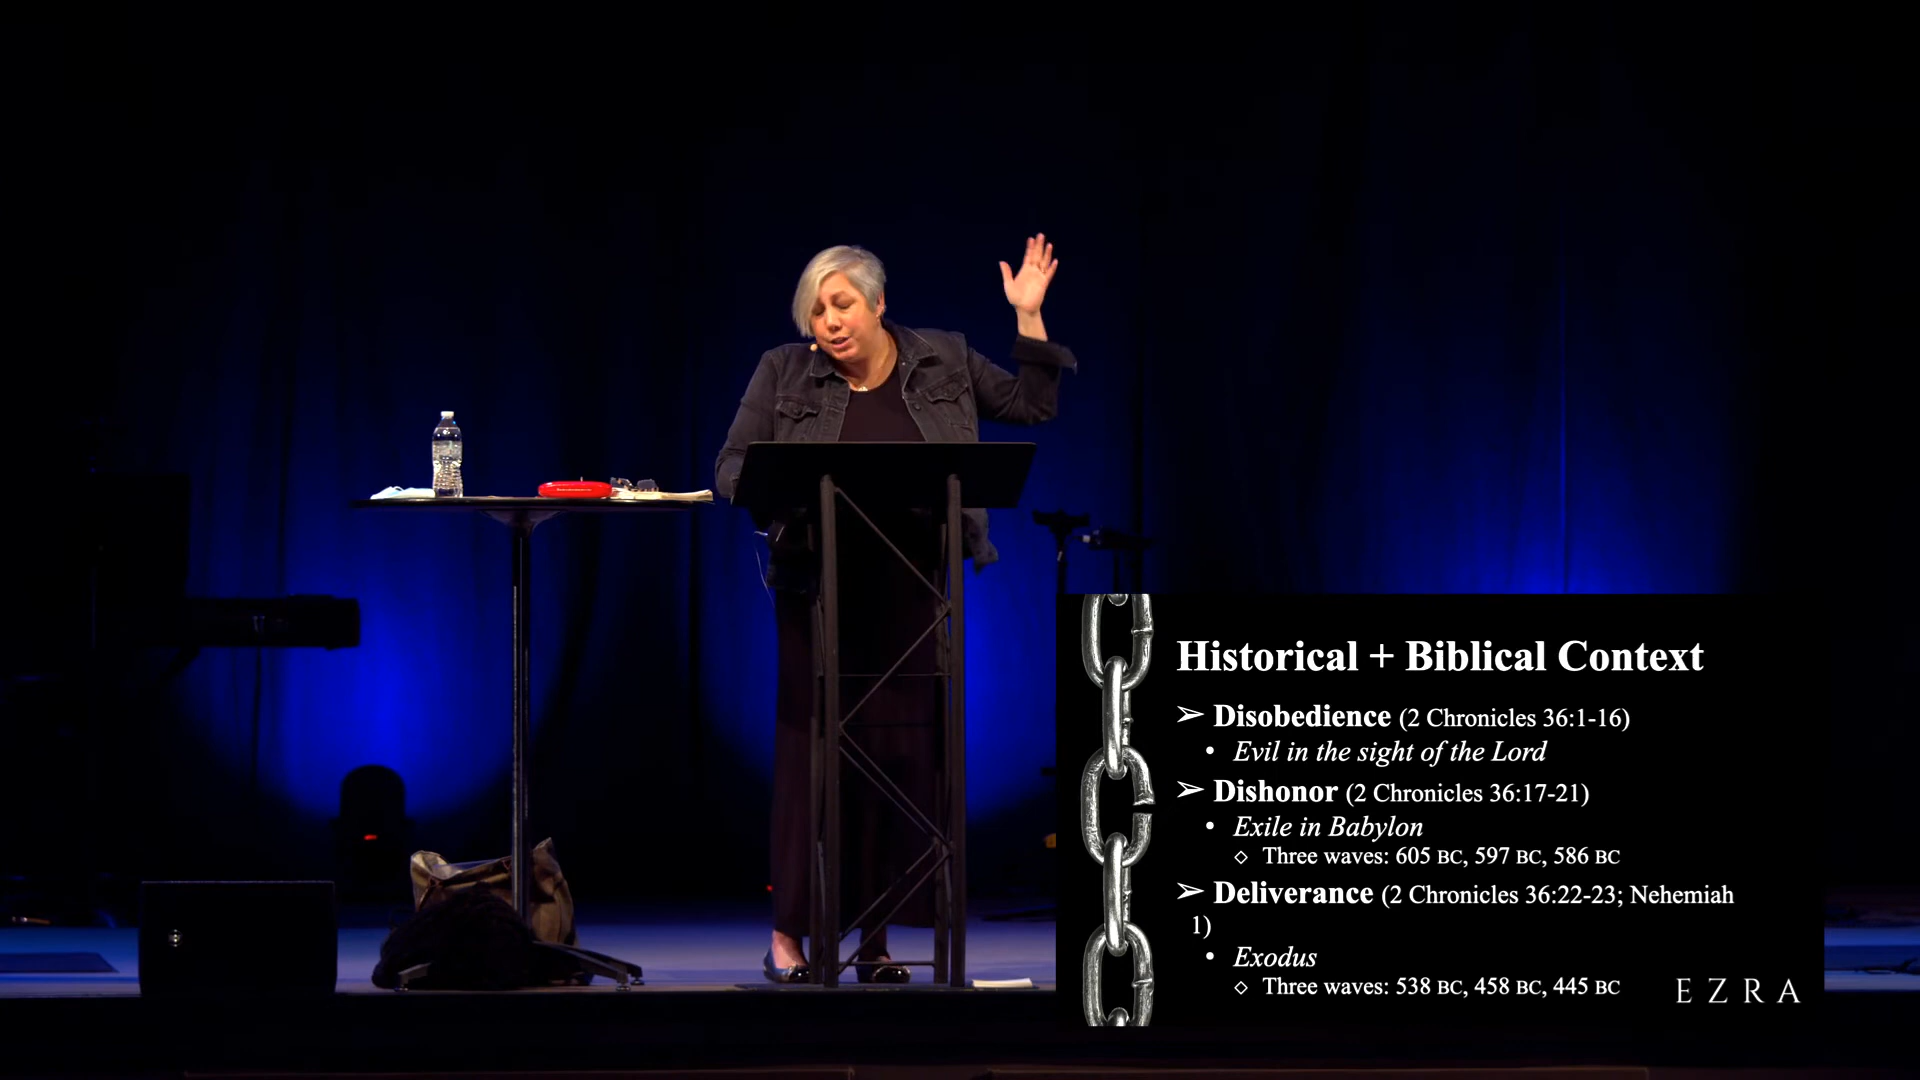 Historical + Biblical Context
➢ Disobedience (2 Chronicles 36:1-16)
• Evil in the sight of the Lord
➢ Dishonor (2 Chronicles 36:17-21)
• Exile in Babylon
◇ Three waves: 605 BC, 597 BC, 586 BC
➢ Deliverance (2 Chronicles 36:22-23; Nehemiah
1)
• Exodus
◇ Three waves: 538 BC, 458 BC, 445 BC
EZRA